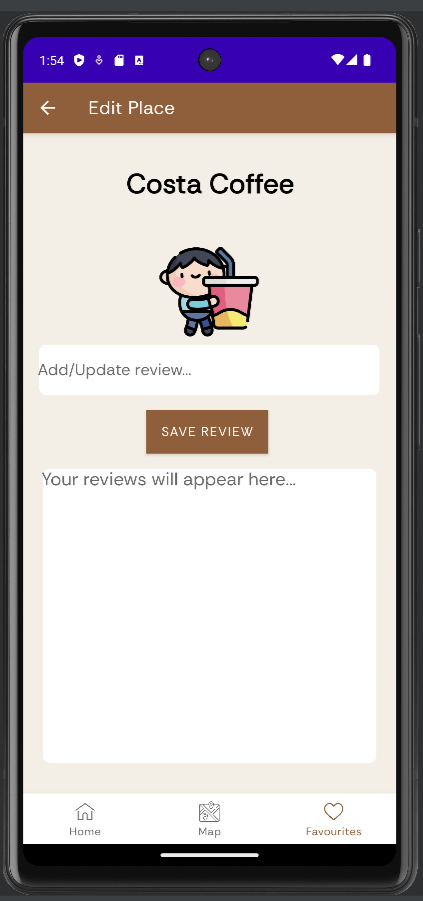 1:54
Edit Place
Costa Coffee
Add/Update review...
SAVE REVIEW
Your reviews will appear here...
Home
Map
Favourites